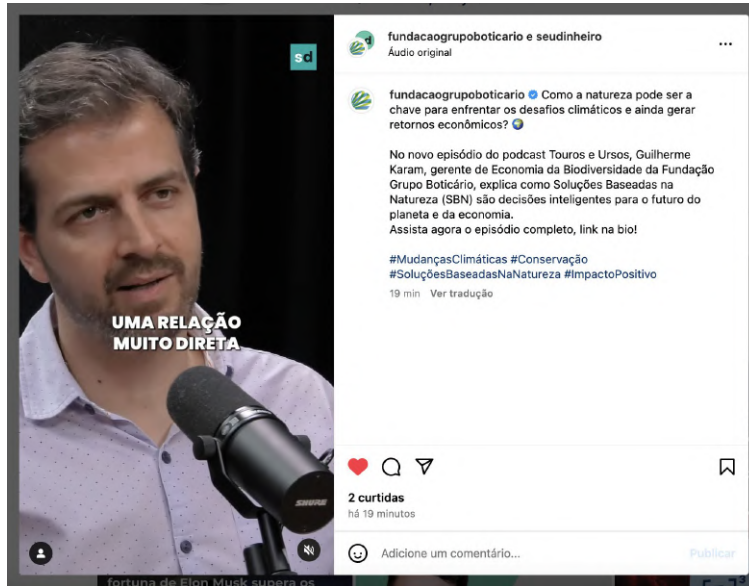 sd
UMA RELAÇÃO
MUITO DIRETA
SHURE
fundacaogrupoboticario e seudinheiro
Áudio original
fundacaogrupoboticario Como a natureza pode ser a
chave para enfrentar os desafios climáticos e ainda gerar
retornos econômicos?
No novo episódio do podcast Touros e Ursos, Guilherme
Karam, gerente de Economia da Biodiversidade da Fundação
Grupo Boticário, explica como Soluções Baseadas na
Natureza (SBN) são decisões inteligentes para o futuro do
planeta e da economia.
Assista agora o episódio completo, link na bio!
#MudançasClimáticas #Conservação
#SoluçõesBaseadasNaNatureza #ImpactoPositivo
19 min Ver tradução
2 curtidas
há 19 minutos
Adicione um comentário...
Publicar
fortuna de Elon Musk supera os